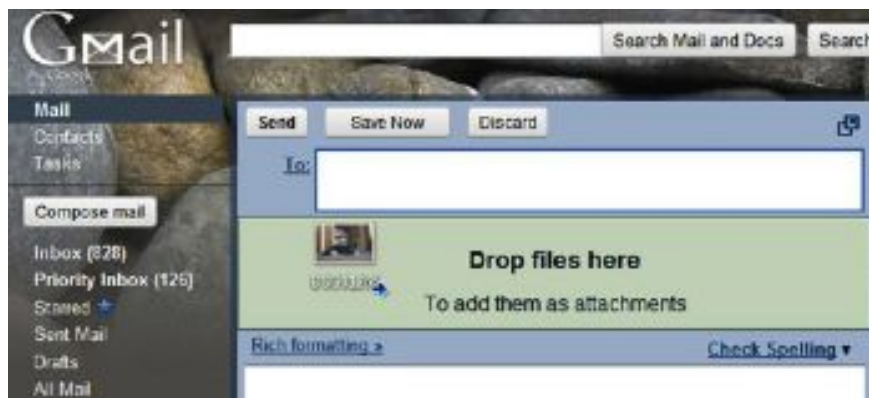 Gmail
Search Mail and Docs
Search
Mail
Contacts
Tasks
Compose mail
Inbox (828)
Priority Inbox (126)
Starred
Sent Mail
Drafts
All Mail
Send Save Now Discard
To:
Drop files here
To add them as attachments
Rich formatting »
Check Spelling ▼